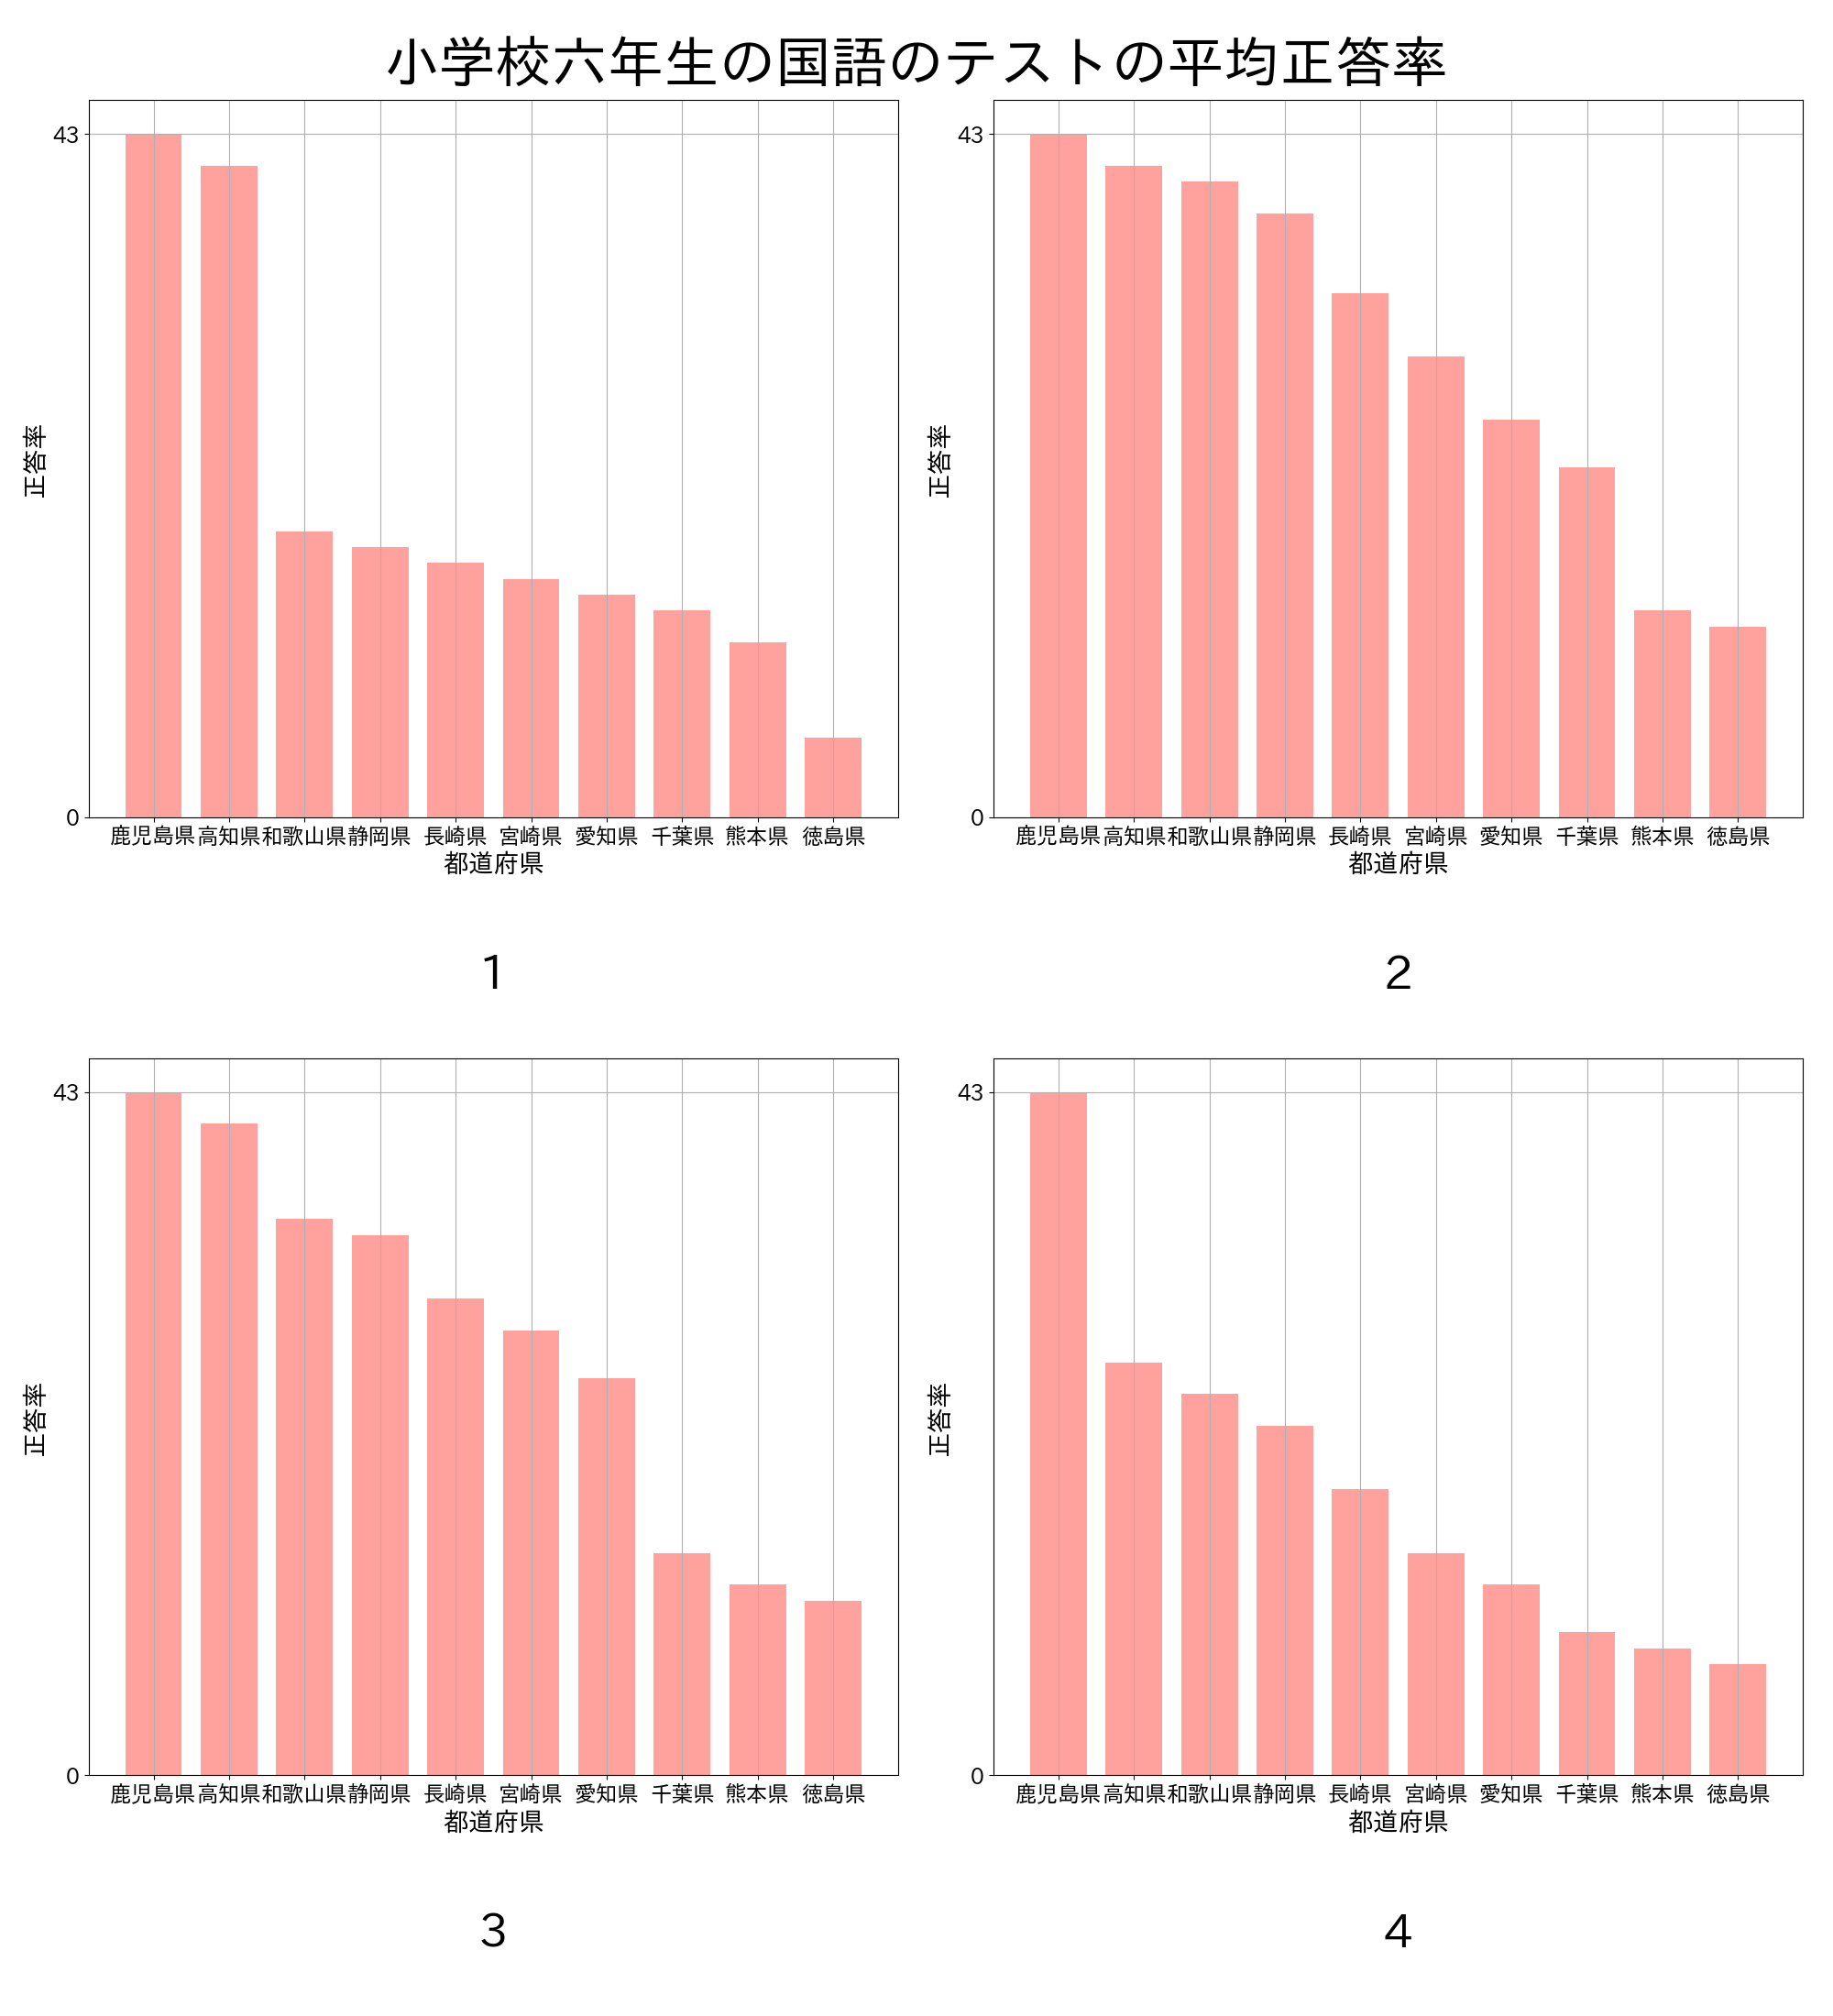 小学校六年生の国語のテストの平均正答率
43
0
正答率
鹿児島県 高知県 和歌山県 静岡県 長崎県 宮崎県 愛知県 千葉県 熊本県 徳島県
都道府県
1
43
0
正答率
鹿児島県 高知県 和歌山県 静岡県 長崎県 宮崎県 愛知県 千葉県 熊本県 徳島県
都道府県
2
43
0
正答率
鹿児島県 高知県 和歌山県 静岡県 長崎県 宮崎県 愛知県 千葉県 熊本県 徳島県
都道府県
3
43
0
正答率
鹿児島県 高知県 和歌山県 静岡県 長崎県 宮崎県 愛知県 千葉県 熊本県 徳島県
都道府県
4